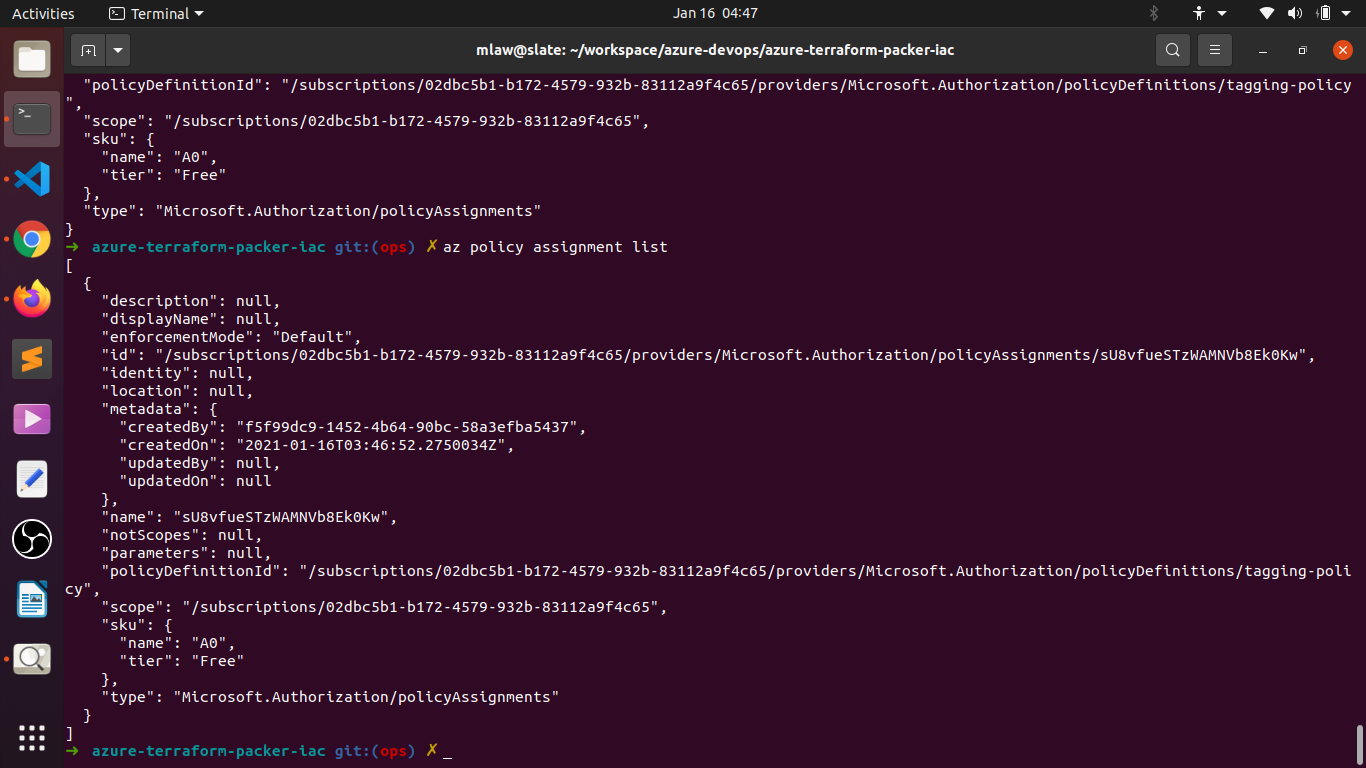 Activities Terminal Jan 16 04:47
mlaw@slate: ~/workspace/azure-devops/azure-terraform-packer-iac
  "policyDefinitionId": "/subscriptions/02dbc5b1-b172-4579-932b-83112a9f4c65/providers/Microsoft.Authorization/policyDefinitions/tagging-policy
",
  "scope": "/subscriptions/02dbc5b1-b172-4579-932b-83112a9f4c65",
  "sku": {
    "name": "A0",
    "tier": "Free"
  },
  "type": "Microsoft.Authorization/policyAssignments"
}
➜  azure-terraform-packer-iac git:(ops) ✗ az policy assignment list
[
  {
    "description": null,
    "displayName": null,
    "enforcementMode": "Default",
    "id": "/subscriptions/02dbc5b1-b172-4579-932b-83112a9f4c65/providers/Microsoft.Authorization/policyAssignments/sU8vfueSTzWAMNVb8Ek0Kw",
    "identity": null,
    "location": null,
    "metadata": {
      "createdBy": "f5f99dc9-1452-4b64-90bc-58a3efba5437",
      "createdOn": "2021-01-16T03:46:52.2750034Z",
      "updatedBy": null,
      "updatedOn": null
    },
    "name": "sU8vfueSTzWAMNVb8Ek0Kw",
    "notScopes": null,
    "parameters": null,
    "policyDefinitionId": "/subscriptions/02dbc5b1-b172-4579-932b-83112a9f4c65/providers/Microsoft.Authorization/policyDefinitions/tagging-poli
cy",
    "scope": "/subscriptions/02dbc5b1-b172-4579-932b-83112a9f4c65",
    "sku": {
      "name": "A0",
      "tier": "Free"
    },
    "type": "Microsoft.Authorization/policyAssignments"
  }
]
➜  azure-terraform-packer-iac git:(ops) ✗ _